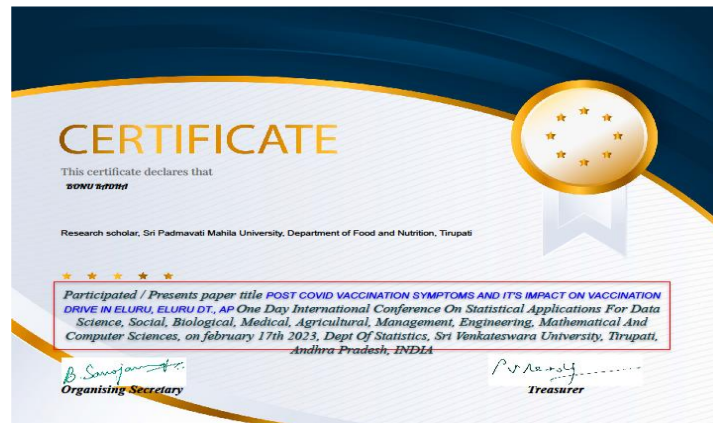 CERTIFICATE
This certificate declares that
BONU RADHA
Research scholar, Sri Padmavati Mahila University, Department of Food and Nutrition, Tirupati
Participated / Presents paper title POST COVID VACCINATION SYMPTOMS AND IT'S IMPACT ON VACCINATION
DRIVE IN ELURU, ELURU DT., AP One Day International Conference On Statistical Applications For Data
Science, Social, Biological, Medical, Agricultural, Management, Engineering, Mathematical And
Computer Sciences, on february 17th 2023, Dept Of Statistics, Sri Venkateswara University, Tirupati,
Andhra Pradesh, INDIA
Organising Secretary
Treasurer